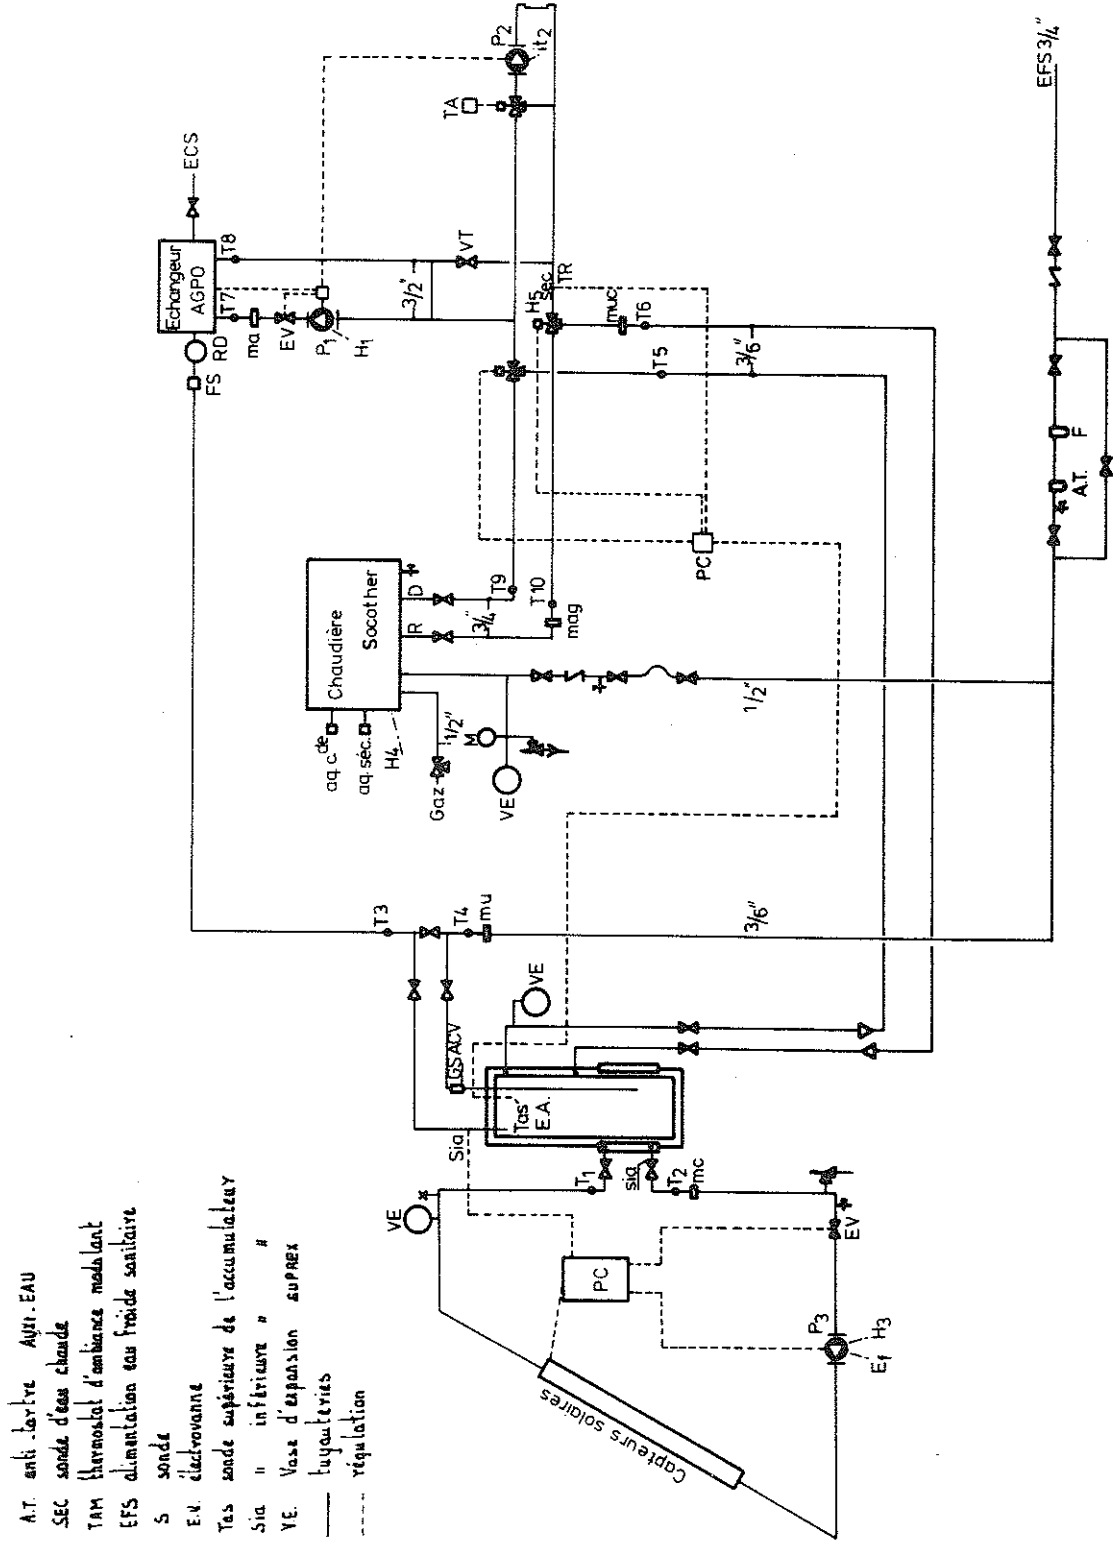 A.T. anti-tartre AQUI.EAU
SEC sonde d'eau chaude
TAM thermostat d'ambiance modulant
EFS alimentation eau froide sanitaire
S sonde
E.V. électrovanne
Tas sonde supérieure de l'accumulateur
Sia " inférieure " "
V.E. Vase d'expansion SUPREX
tuyauteries
régulation
Capteurs solaires
PC
P3
H3
Ef
EV
VE
T1
sia
T2
mc
Sia
Tas
E.A.
GSACV
VE
T3
T4
mu
3/6"
VE
M
Gaz
1/2"
H4
aq.séc.
aq.c.de
Chaudière
Socother
R
D
3/4"
T9
T10
mag
1/2"
PC
T5
T6
3/6"
muc
H5
sec
TR
FS
RD
Echangeur
AGPO
T7
T8
ma
EV
P1
H1
3/2"
VT
ECS
TA
P2
it2
A.T.
F
EFS 3/4"